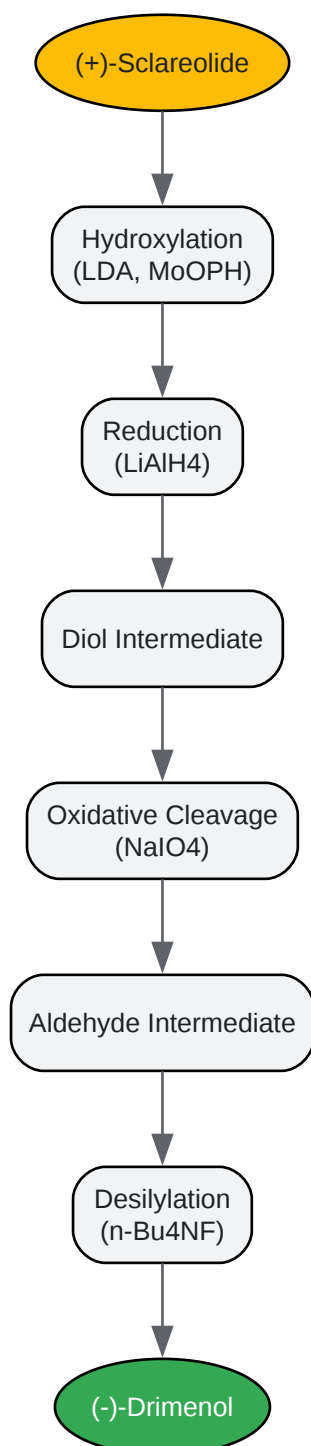 (+)-Sclareolide
Hydroxylation
(LDA, MoOPH)
Reduction
(LiAlH4)
Diol Intermediate
Oxidative Cleavage
(NaIO4)
Aldehyde Intermediate
Desilylation
(n-Bu4NF)
(-)-Drimenol